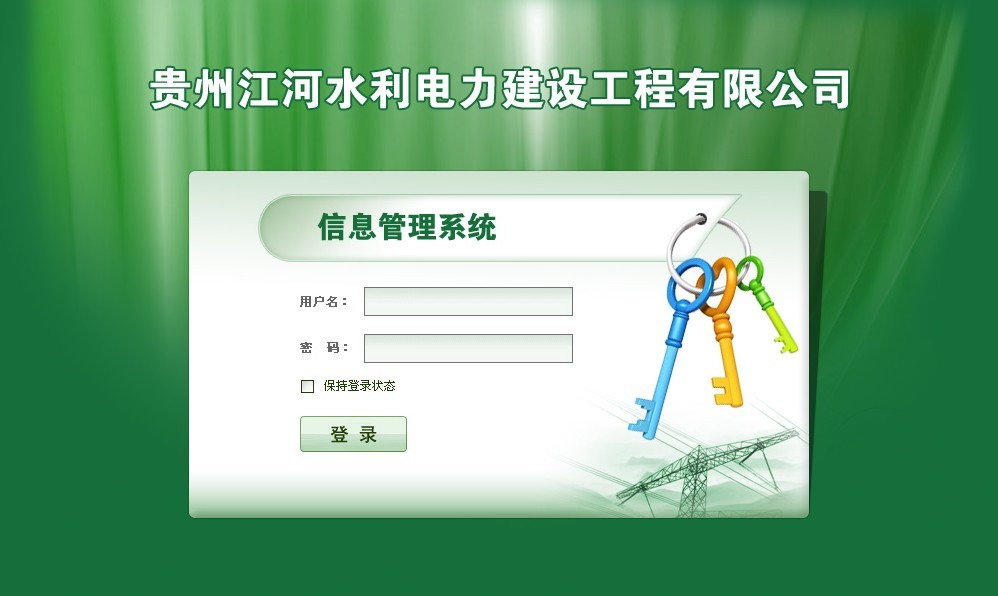 贵州江河水利电力建设工程有限公司
信息管理系统
用户名：
密 码：
保持登录状态
登 录